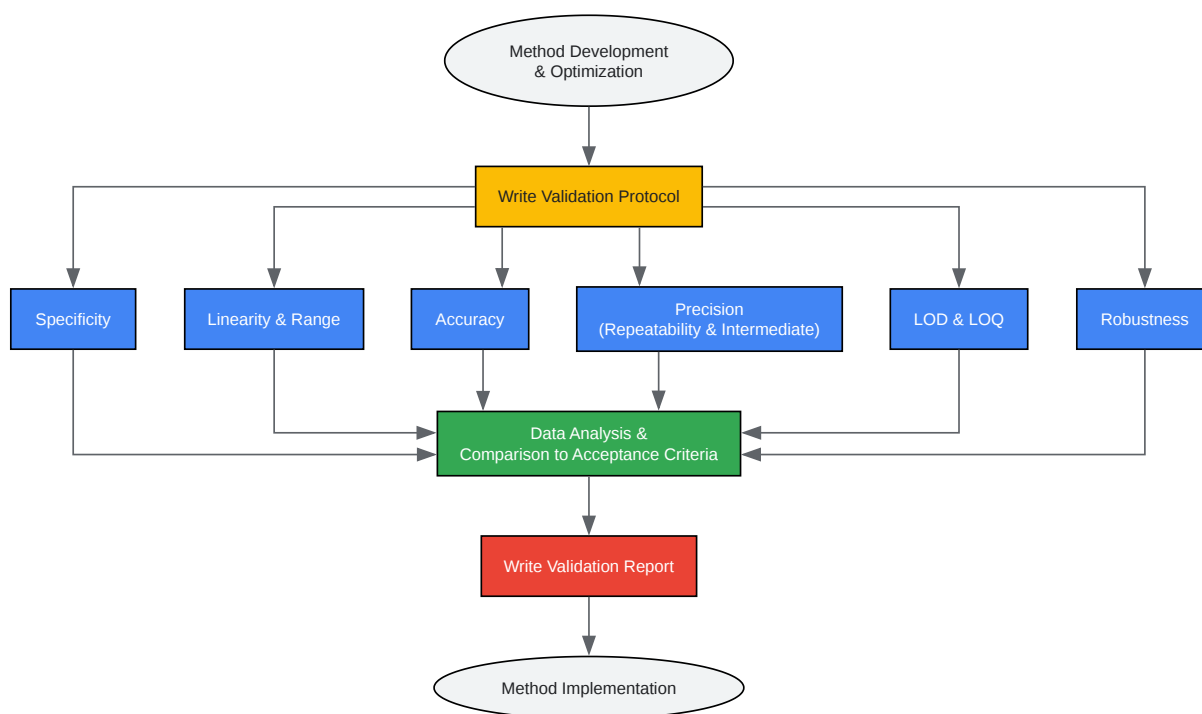 Method Development
& Optimization
Write Validation Protocol
Specificity
Linearity & Range
Accuracy
Precision
(Repeatability & Intermediate)
LOD & LOQ
Robustness
Data Analysis &
Comparison to Acceptance Criteria
Write Validation Report
Method Implementation